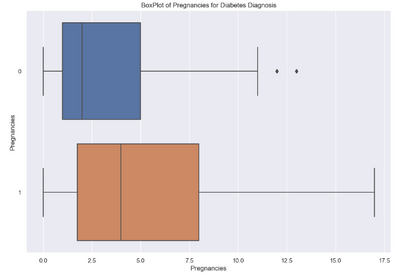 BoxPlot of Pregnancies for Diabetes Diagnosis
Pregnancies
0
1
0.0 2.5 5.0 7.5 10.0 12.5 15.0 17.5
Pregnancies